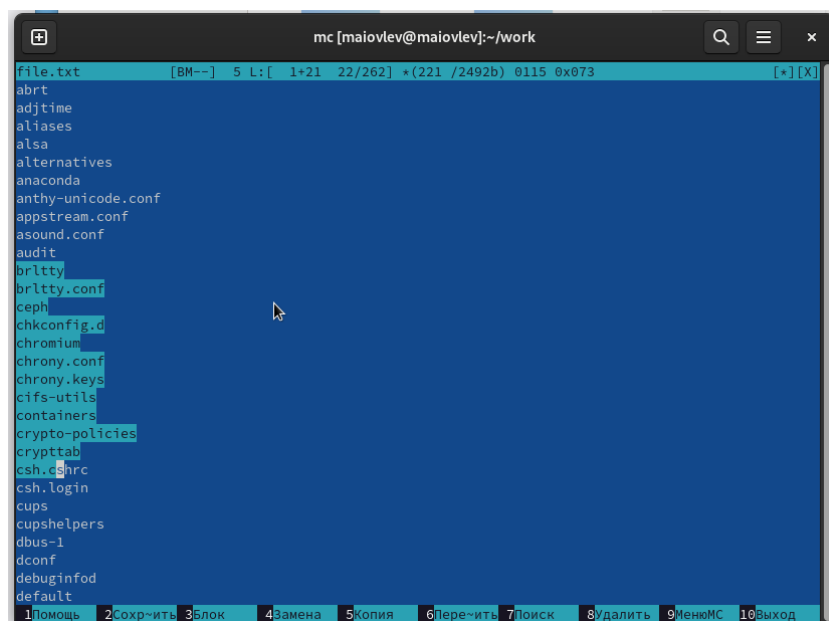 mc [maiovlev@maiovlev]:~/work
×
file.txt [BM--] 5 L:[ 1+21 22/262] *(221 /2492b) 0115 0x073 [*][X]
abrt
adjtime
aliases
alsa
alternatives
anaconda
anthy-unicode.conf
appstream.conf
asound.conf
audit
brltty
brltty.conf
ceph
chkconfig.d
chromium
chrony.conf
chrony.keys
cifs-utils
containers
crypto-policies
crypttab
csh.cshrc
csh.login
cups
cupshelpers
dbus-1
dconf
debuginfod
default
1Помощь 2Сохр~ить 3Блок 4Замена 5Копия 6Пере~ить 7Поиск 8Удалить 9МенюMC 10Выход